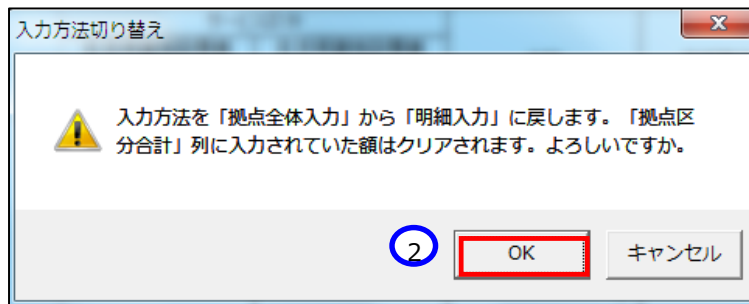 入力方法切り替え
入力方法を「拠点全体入力」から「明細入力」に戻します。「拠点区
分合計」列に入力されていた額はクリアされます。よろしいですか。
2
OK
キャンセル